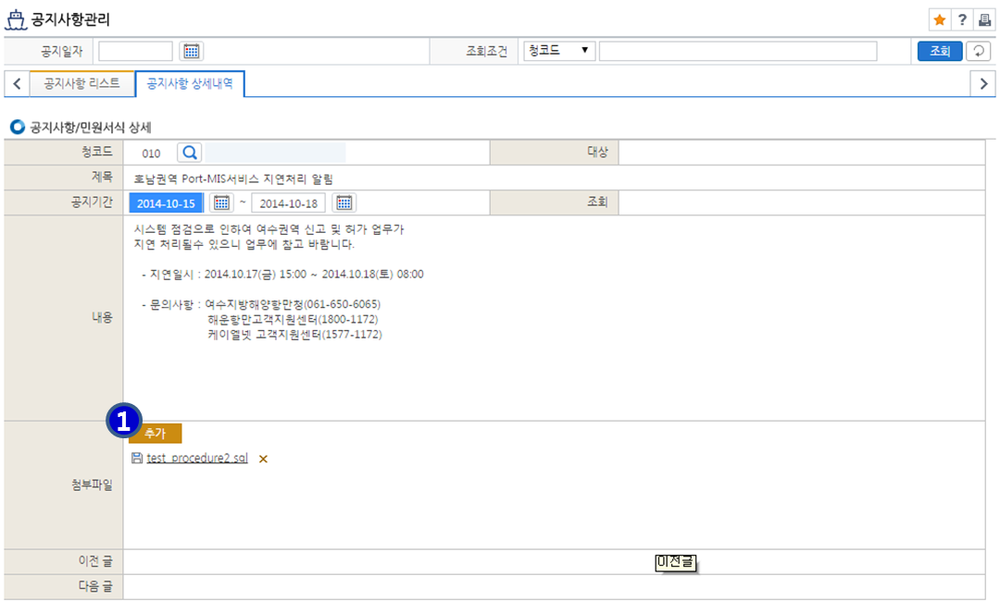 공지사항관리
?
공지일자 조회조건 청코드 ▼ 조회
공지사항 리스트 공지사항 상세내역
공지사항/민원서식 상세
청코드 010 대상
제목 호남권역 Port-MIS서비스 지연처리 알림
공지기간 2014-10-15 ~ 2014-10-18 조회
내용
시스템 점검으로 인하여 여수권역 신고 및 허가 업무가
지연 처리될수 있으니 업무에 참고 바랍니다.
- 지연일시 : 2014.10.17(금) 15:00 ~ 2014.10.18(토) 08:00
- 문의사항 : 여수지방해양항만청(061-650-6065)
해운항만고객지원센터(1800-1172)
케이엘넷 고객지원센터(1577-1172)
1 추가
첨부파일
test_procedure2.sql
이전 글 이전글
다음 글